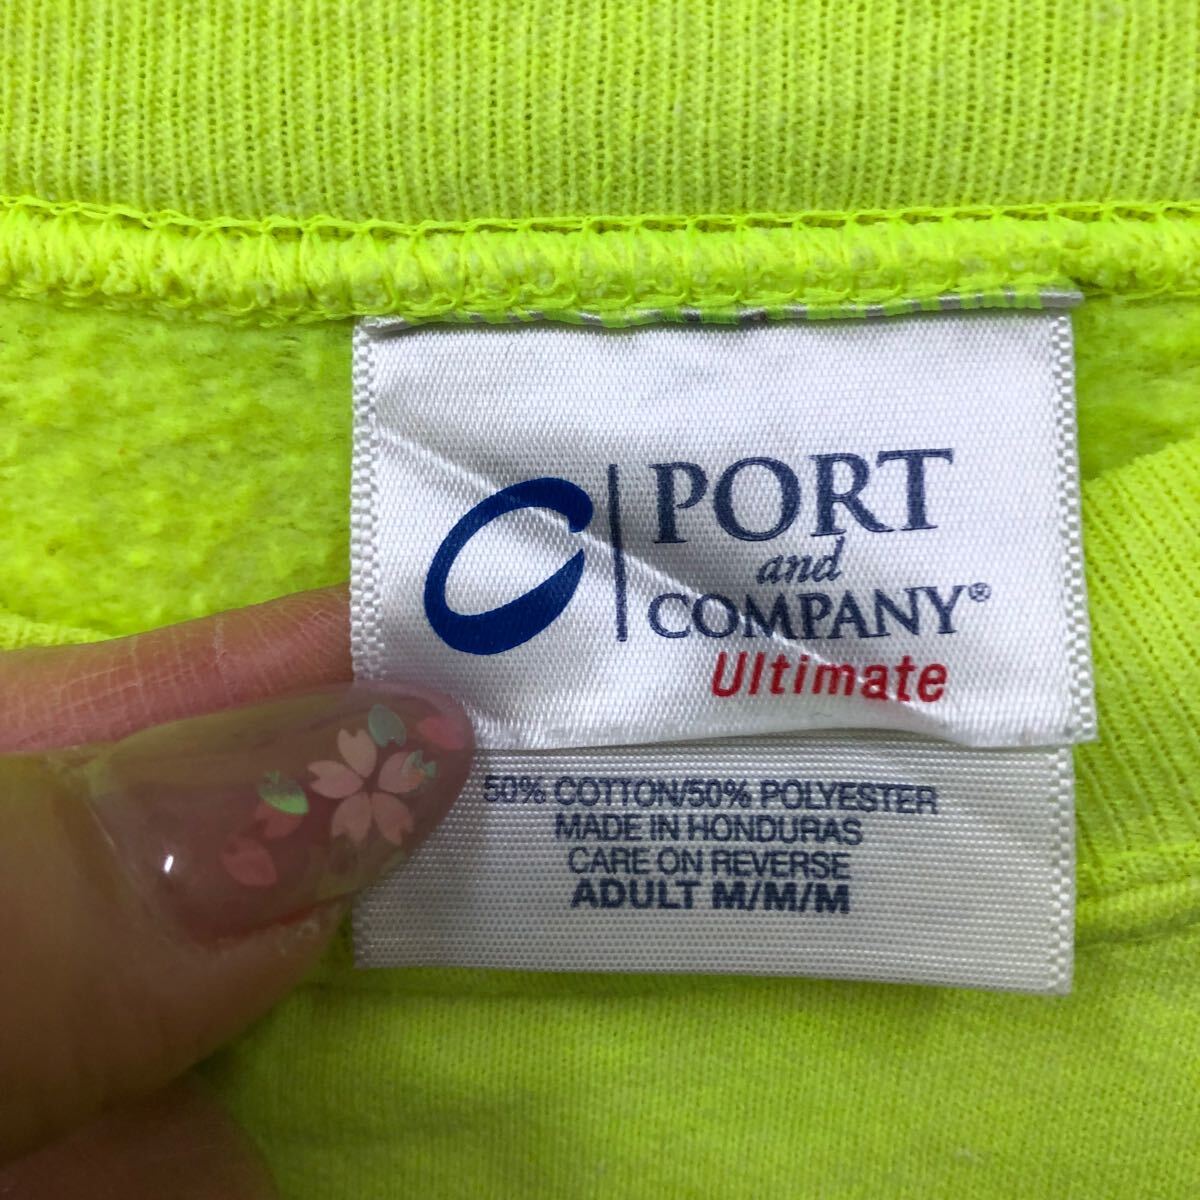 PORT
and
COMPANY®
Ultimate
50% COTTON/50% POLYESTER
MADE IN HONDURAS
CARE ON REVERSE
ADULT M/M/M